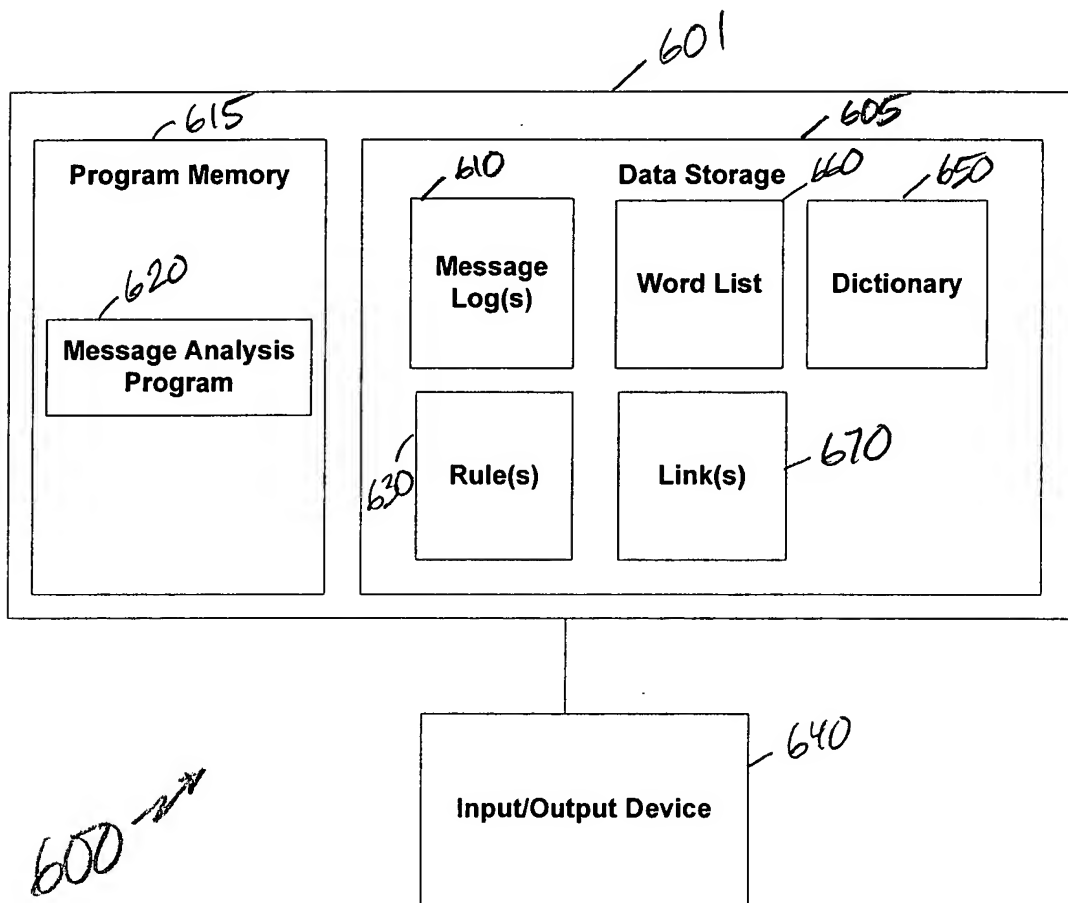 601
615
605
Program Memory
610
Data Storage
660
650
620
Message
Log(s)
Word List
Dictionary
Message Analysis
Program
630
Rule(s)
Link(s)
670
640
Input/Output Device
600